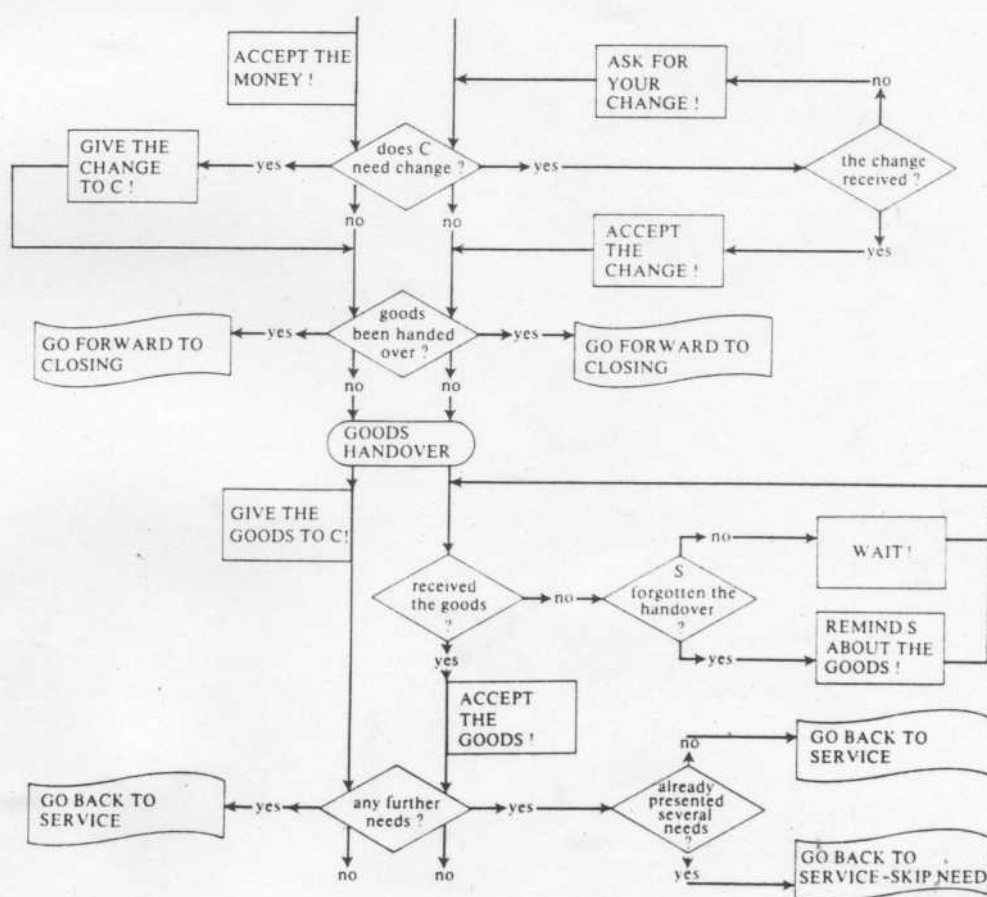 ACCEPT THE
MONEY !
ASK FOR
YOUR
CHANGE !
no
GIVE THE
CHANGE
TO C !
yes
does C
need change ?
yes
the change
received ?
no
no
ACCEPT
THE
CHANGE !
yes
GO FORWARD TO
CLOSING
yes
goods
been handed
over ?
yes
GO FORWARD TO
CLOSING
no
no
GOODS
HANDOVER
GIVE THE
GOODS TO C!
received
the goods
?
no
S
forgotten the
handover
?
no
WAIT !
yes
REMIND S
ABOUT THE
GOODS !
yes
ACCEPT
THE
GOODS !
GO BACK TO
SERVICE
yes
any further
needs ?
yes
already
presented
several
needs
?
no
GO BACK TO
SERVICE
yes
GO BACK TO
SERVICE-SKIP NEED
no
no